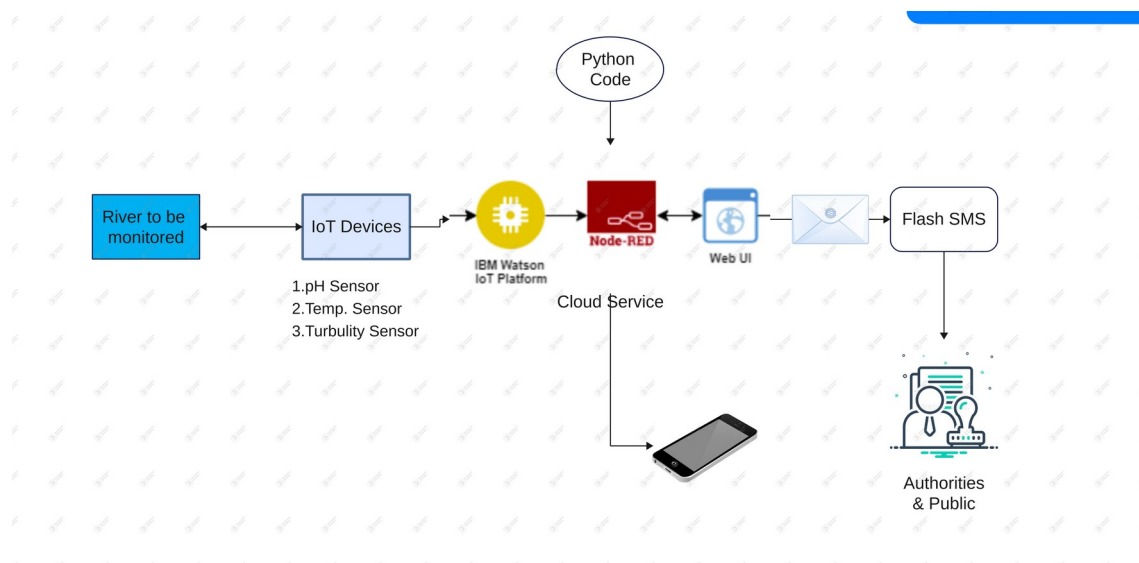 Python
Code
River to be
monitored
IoT Devices
Node-RED
Web UI
Flash SMS
IBM Watson
IoT Platform
1.pH Sensor
2.Temp. Sensor
3.Turbulity Sensor
Cloud Service
Authorities
& Public